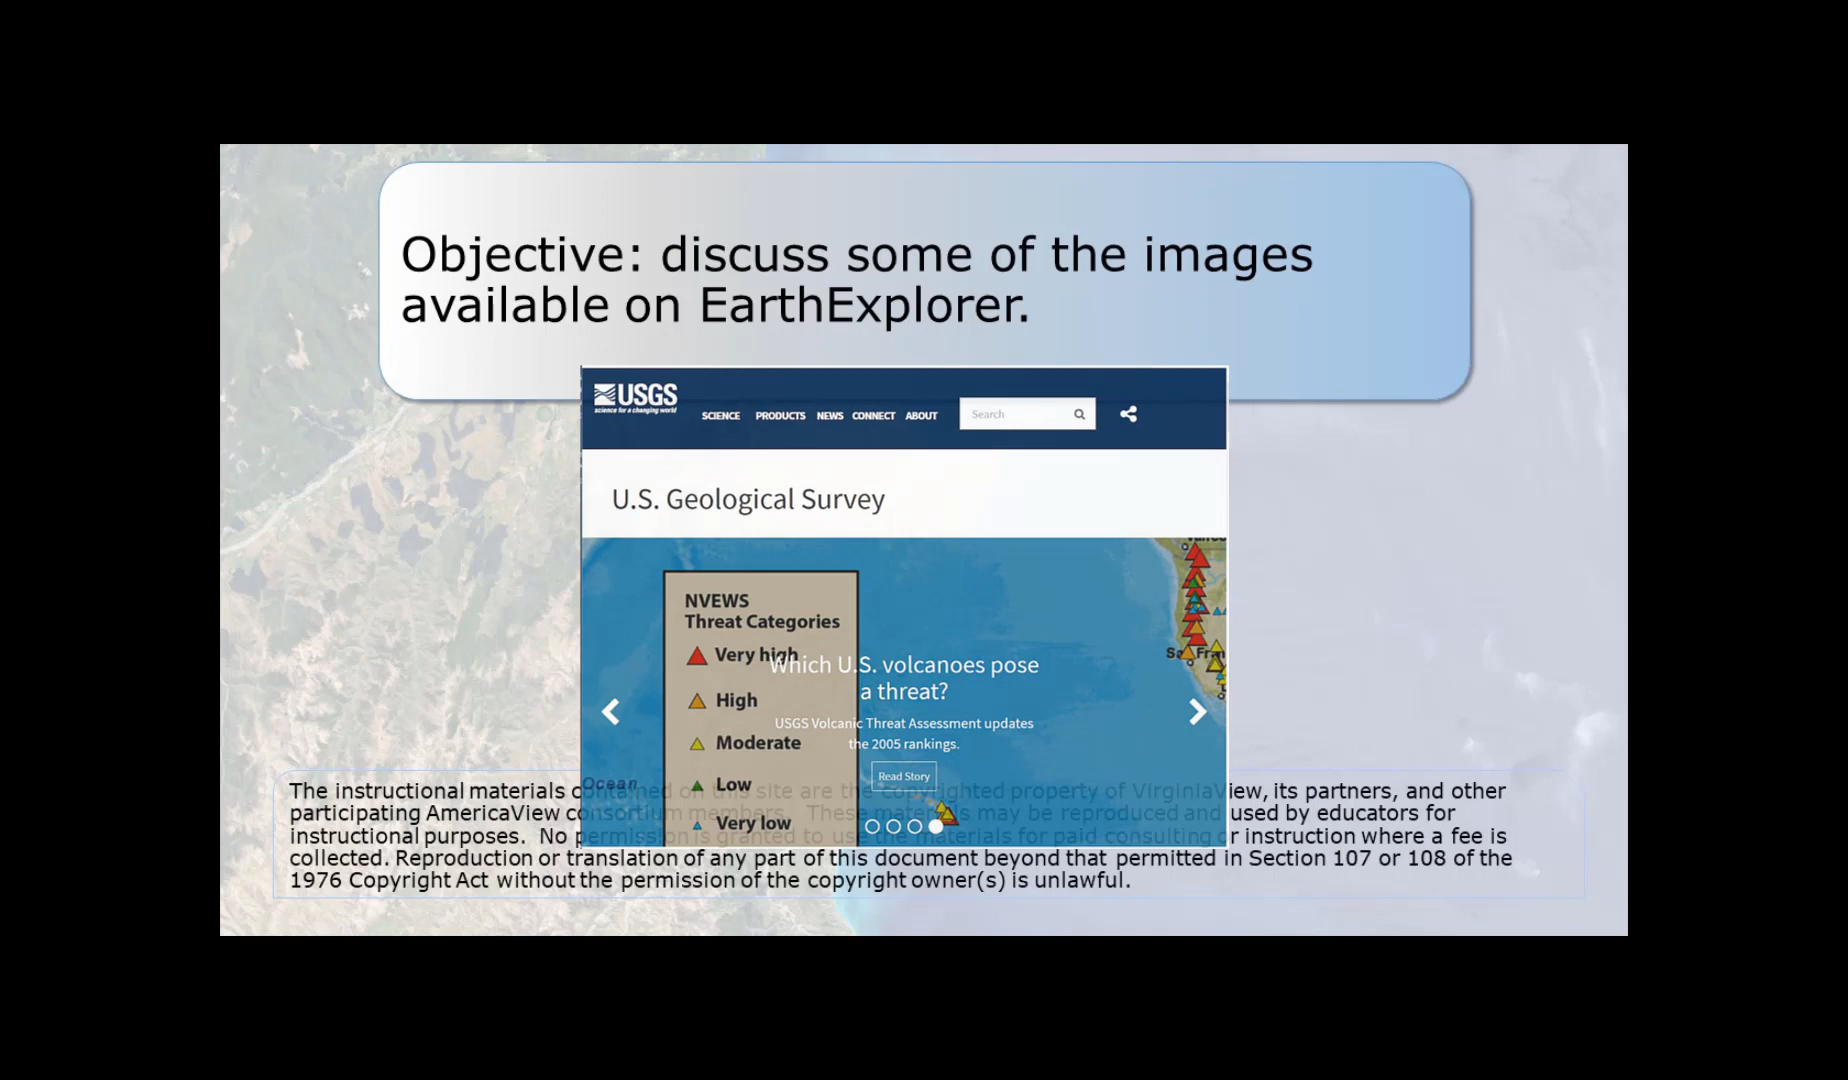 Objective: discuss some of the images
available on EarthExplorer.
USGS
science for a changing world
SCIENCE PRODUCTS NEWS CONNECT ABOUT
Search
U.S. Geological Survey
NVEWS
Threat Categories
Very high
High
Moderate
Low
Very low
Which U.S. volcanoes pose
a threat?
USGS Volcanic Threat Assessment updates
the 2005 rankings.
Read Story
Ocean
The instructional materials contained on this site are the copyrighted property of VirginiaView, its partners, and other
participating AmericaView consortium members. These materials may be reproduced and used by educators for
instructional purposes. No permission is granted to use the materials for paid consulting or instruction where a fee is
collected. Reproduction or translation of any part of this document beyond that permitted in Section 107 or 108 of the
1976 Copyright Act without the permission of the copyright owner(s) is unlawful.